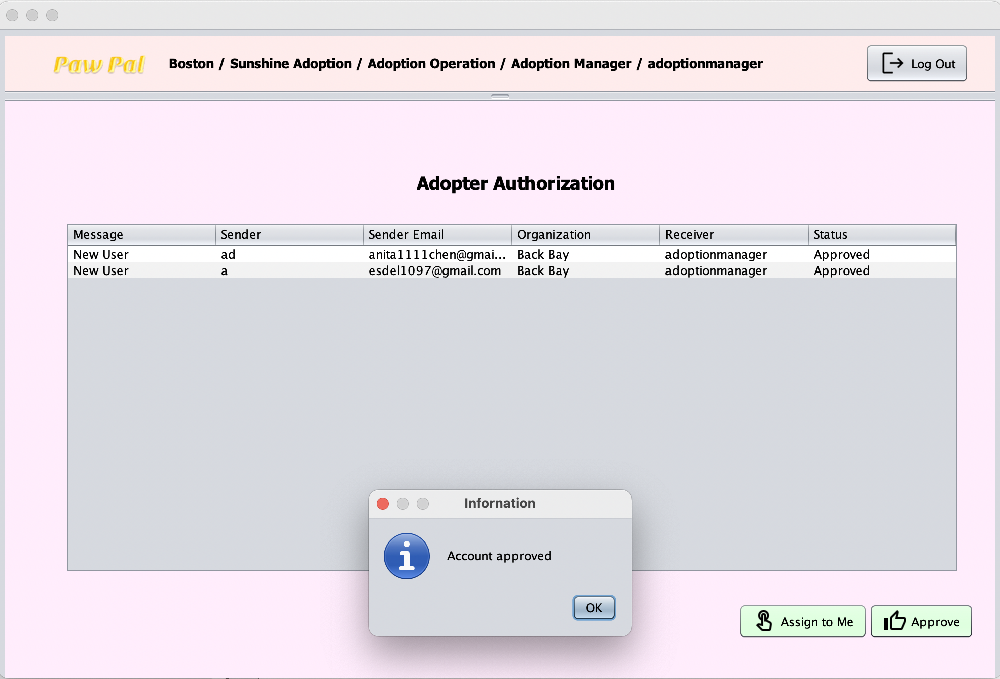 Paw Pal
Boston / Sunshine Adoption / Adoption Operation / Adoption Manager / adoptionmanager
Log Out
Adopter Authorization
Message Sender Sender Email Organization Receiver Status
New User ad anita1111chen@gmai... Back Bay adoptionmanager Approved
New User a esdel1097@gmail.com Back Bay adoptionmanager Approved
Infornation
Account approved
OK
Assign to Me
Approve